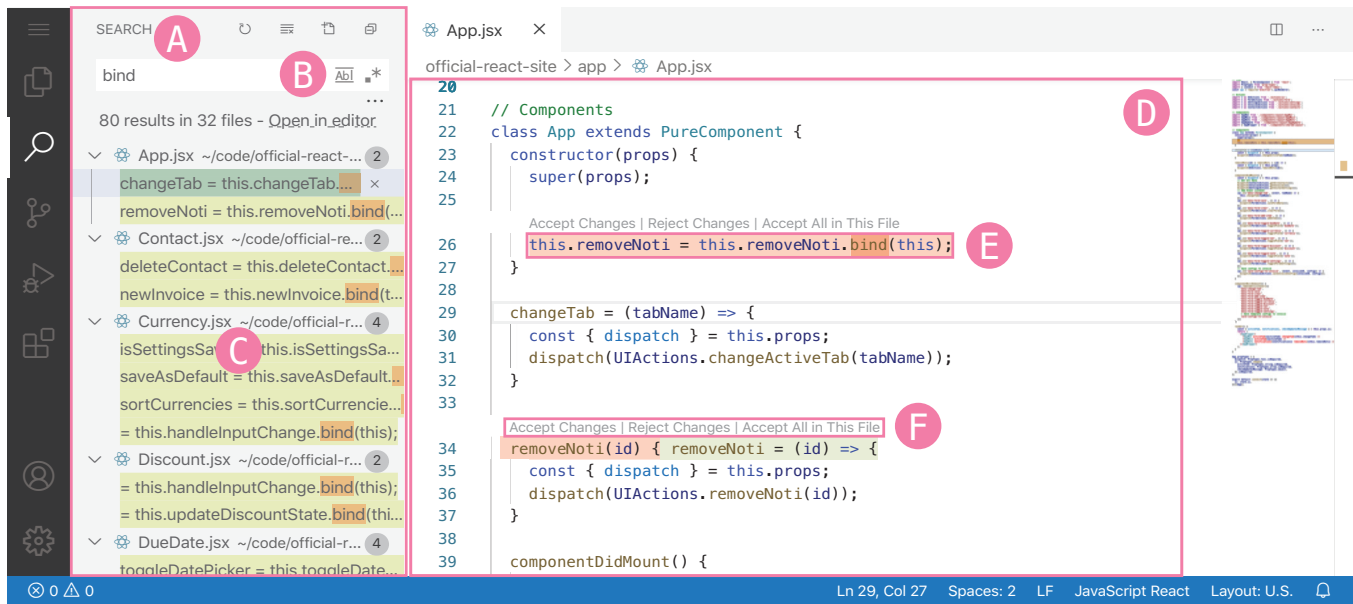 SEARCH
A
bind
B
Abl
.*
...
80 results in 32 files - Open in editor
App.jsx ~/code/official-react-... 2
changeTab = this.changeTab.... ×
removeNoti = this.removeNoti.bind(...
Contact.jsx ~/code/official-re... 2
deleteContact = this.deleteContact....
newInvoice = this.newInvoice.bind(t...
Currency.jsx ~/code/official-r... 4
C
isSettingsSa this.isSettingsSa...
saveAsDefault = this.saveAsDefault...
sortCurrencies = this.sortCurrencie...
= this.handleInputChange.bind(this);
Discount.jsx ~/code/official-r... 2
= this.handleInputChange.bind(this);
= this.updateDiscountState.bind(thi...
DueDate.jsx ~/code/official-r... 4
toggleDatePicker = this.toggleDate...
App.jsx ×
...
official-react-site > app > App.jsx
D
20
21 // Components
22 class App extends PureComponent {
23 constructor(props) {
24 super(props);
25
Accept Changes | Reject Changes | Accept All in This File
26 this.removeNoti = this.removeNoti.bind(this);
E
27 }
28
29 changeTab = (tabName) => {
30 const { dispatch } = this.props;
31 dispatch(UIActions.changeActiveTab(tabName));
32 }
33
Accept Changes | Reject Changes | Accept All in This File
F
34 removeNoti(id) { removeNoti = (id) => {
35 const { dispatch } = this.props;
36 dispatch(UIActions.removeNoti(id));
37 }
38
39 componentDidMount() {
0 0
Ln 29, Col 27 Spaces: 2 LF JavaScript React Layout: U.S.